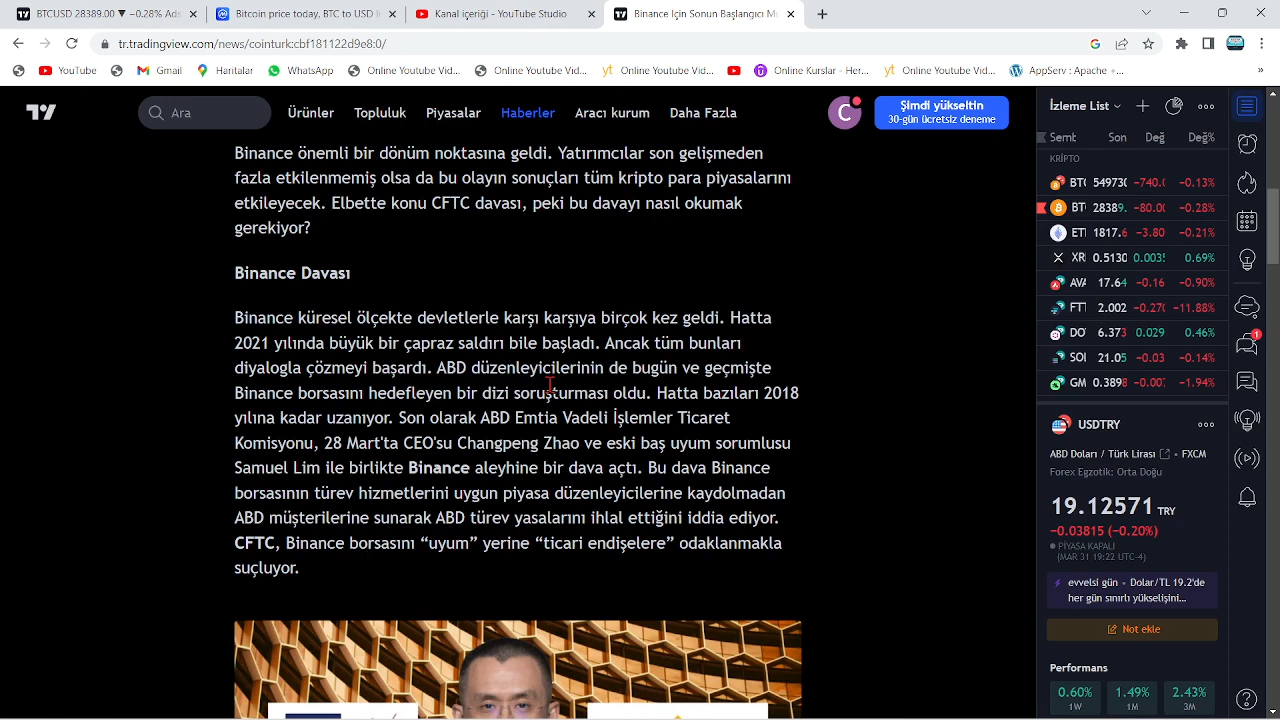 BTCUSD 28389.00 ▼ −0.28% Ads
Bitcoin price today, BTC to USD li
Kanal içeriği - YouTube Studio
Binance İçin Sonun Başlangıcı Mı
tr.tradingview.com/news/cointurk:cbf181122d9e8:0/
YouTube
Gmail
Haritalar
WhatsApp
Online Youtube Vid...
Online Youtube Vid...
Online Youtube Vid...
Online Kurslar - Her...
Online Youtube Vid...
AppServ : Apache +...
»
Ara
Ürünler
Topluluk
Piyasalar
Haberler
Aracı kurum
Daha Fazla
C
Şimdi yükseltin
30-gün ücretsiz deneme
Binance önemli bir dönüm noktasına geldi. Yatırımcılar son gelişmeden
fazla etkilenmemiş olsa da bu olayın sonuçları tüm kripto para piyasalarını
etkileyecek. Elbette konu CFTC davası, peki bu davayı nasıl okumak
gerekiyor?
Binance Davası
Binance küresel ölçekte devletlerle karşı karşıya birçok kez geldi. Hatta
2021 yılında büyük bir çapraz saldırı bile başladı. Ancak tüm bunları
diyalogla çözmeyi başardı. ABD düzenleyicilerinin de bugün ve geçmişte
Binance borsasını hedefleyen bir dizi soruşturması oldu. Hatta bazıları 2018
yılına kadar uzanıyor. Son olarak ABD Emtia Vadeli İşlemler Ticaret
Komisyonu, 28 Mart'ta CEO'su Changpeng Zhao ve eski baş uyum sorumlusu
Samuel Lim ile birlikte Binance aleyhine bir dava açtı. Bu dava Binance
borsasının türev hizmetlerini uygun piyasa düzenleyicilerine kaydolmadan
ABD müşterilerine sunarak ABD türev yasalarını ihlal ettiğini iddia ediyor.
CFTC, Binance borsasını “uyum” yerine “ticari endişelere” odaklanmakla
suçluyor.
İzleme List
Semb Son Değ Değ%
KRİPTO
BT( 54973( −740.( −0.13%
BT 28389. −80.0( −0.28%
ET 1817.6 −3.80 −0.21%
XR 0.5130 0.0035 0.69%
AVA 17.64 −0.16 −0.90%
FTT 2.002 −0.27( −11.88%
DO 6.373 0.029 0.46%
SOI 21.05 −0.03 −0.14%
GM 0.3898 −0.00 −1.94%
1
USDTRY
ABD Doları / Türk Lirası • FXCM
Forex Egzotik: Orta Doğu
19.12571 TRY
−0.03815 (−0.20%)
PİYASA KAPALI
(MAR 31 19:22 UTC-4)
evvelsi gün - Dolar/TL 19.2'de
her gün sınırlı yükselişini...
Not ekle
Performans
0.60% 1.49% 2.43%
1W 1M 3M